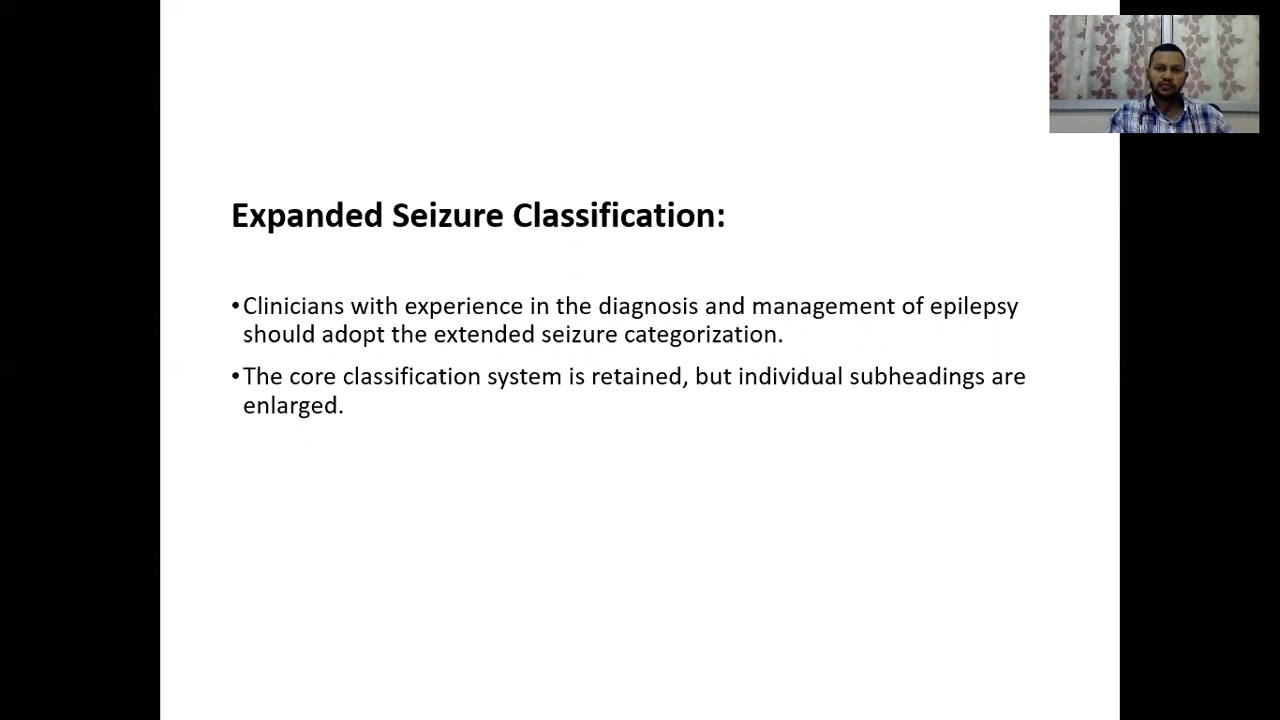 Expanded Seizure Classification:
•Clinicians with experience in the diagnosis and management of epilepsy
should adopt the extended seizure categorization.
•The core classification system is retained, but individual subheadings are
enlarged.